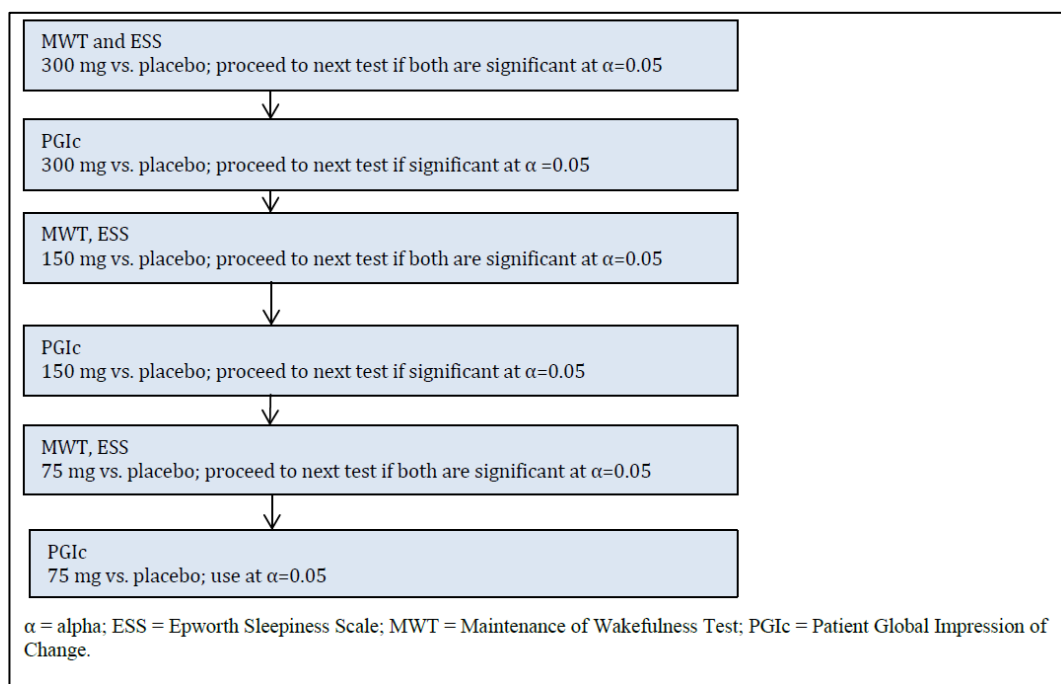 MWT and ESS
300 mg vs. placebo; proceed to next test if both are significant at α=0.05
PGIc
300 mg vs. placebo; proceed to next test if significant at α =0.05
MWT, ESS
150 mg vs. placebo; proceed to next test if both are significant at α=0.05
PGIc
150 mg vs. placebo; proceed to next test if significant at α=0.05
MWT, ESS
75 mg vs. placebo; proceed to next test if both are significant at α=0.05
PGIc
75 mg vs. placebo; use at α=0.05
α = alpha; ESS = Epworth Sleepiness Scale; MWT = Maintenance of Wakefulness Test; PGIc = Patient Global Impression of
Change.